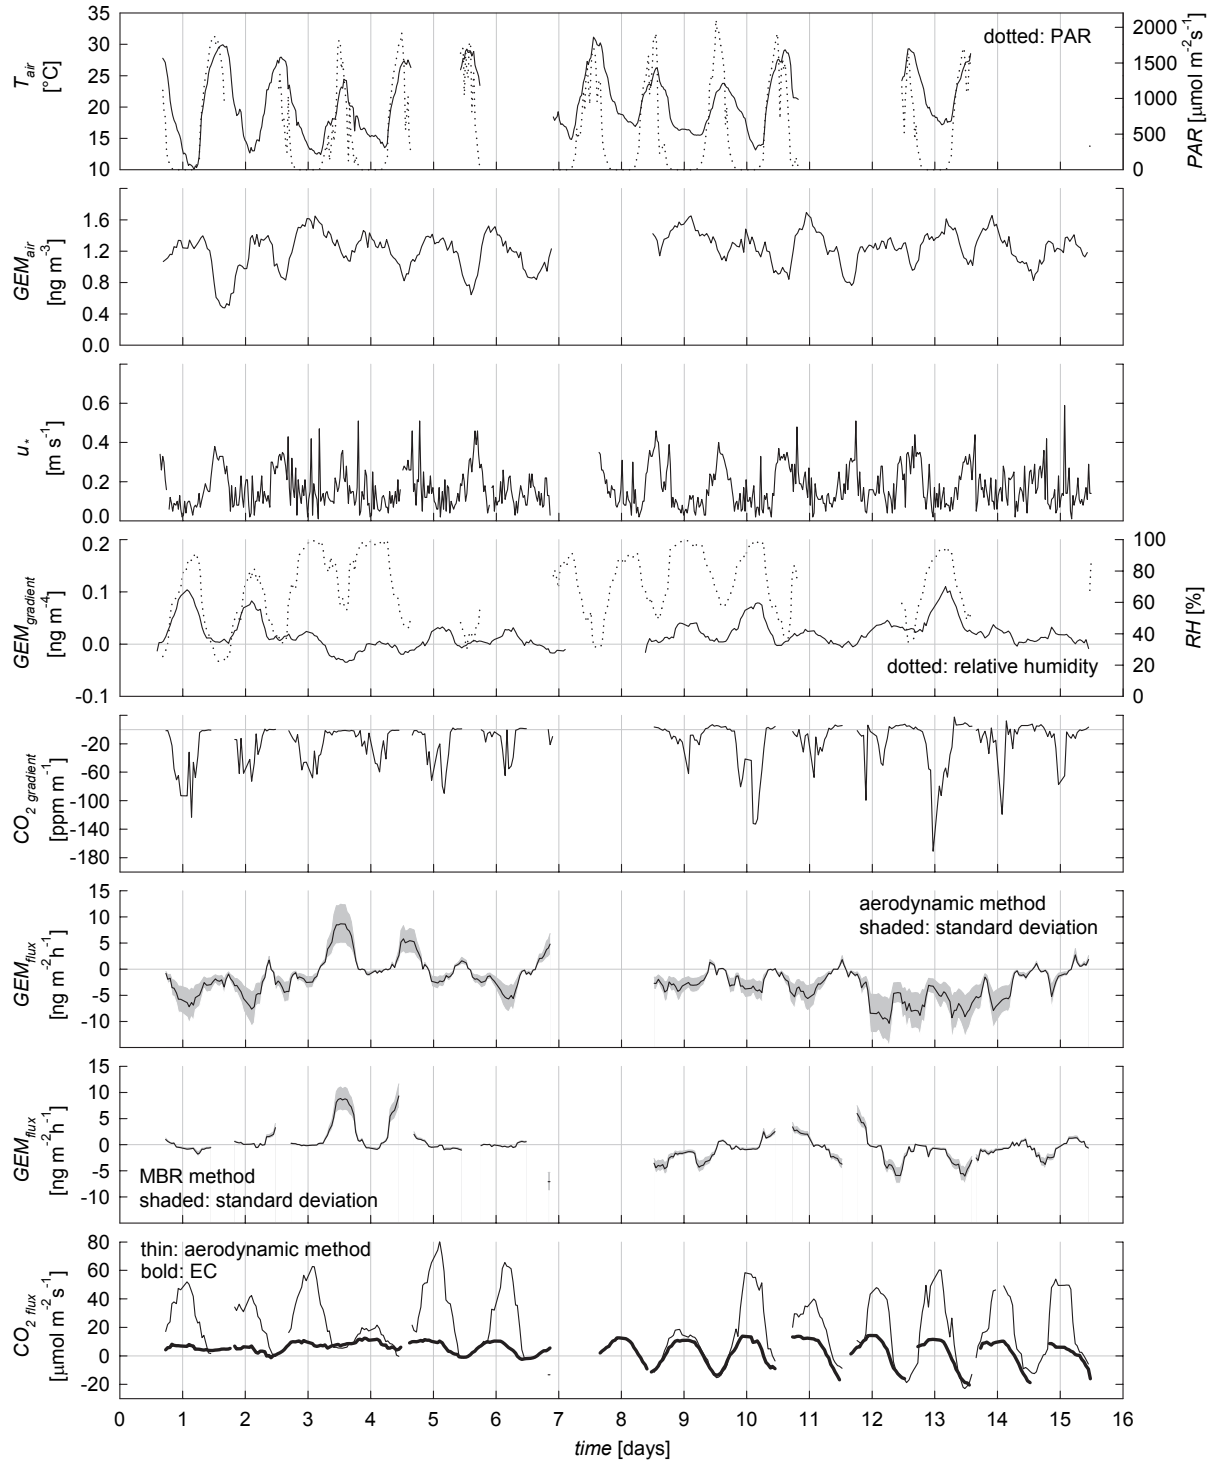 35
30
25
20
15
10
T_air
[°C]
dotted: PAR
2000
1500
1000
500
0
PAR [µmol m⁻²s⁻¹]
1.6
1.2
0.8
0.4
0.0
GEM_air
[ng m⁻³]
0.6
0.4
0.2
0.0
u_*
[m s⁻¹]
0.2
0.1
0.0
-0.1
GEM_gradient
[ng m⁻⁴]
100
80
60
40
20
0
RH [%]
dotted: relative humidity
-20
-60
-100
-140
-180
CO_2 gradient
[ppm m⁻¹]
15
10
5
0
-5
-10
GEM_flux
[ng m⁻²h⁻¹]
aerodynamic method
shaded: standard deviation
15
10
5
0
-5
-10
GEM_flux
[ng m⁻²h⁻¹]
MBR method
shaded: standard deviation
80
60
40
20
0
-20
CO_2 flux
[µmol m⁻²s⁻¹]
thin: aerodynamic method
bold: EC
0 1 2 3 4 5 6 7 8 9 10 11 12 13 14 15 16
time [days]